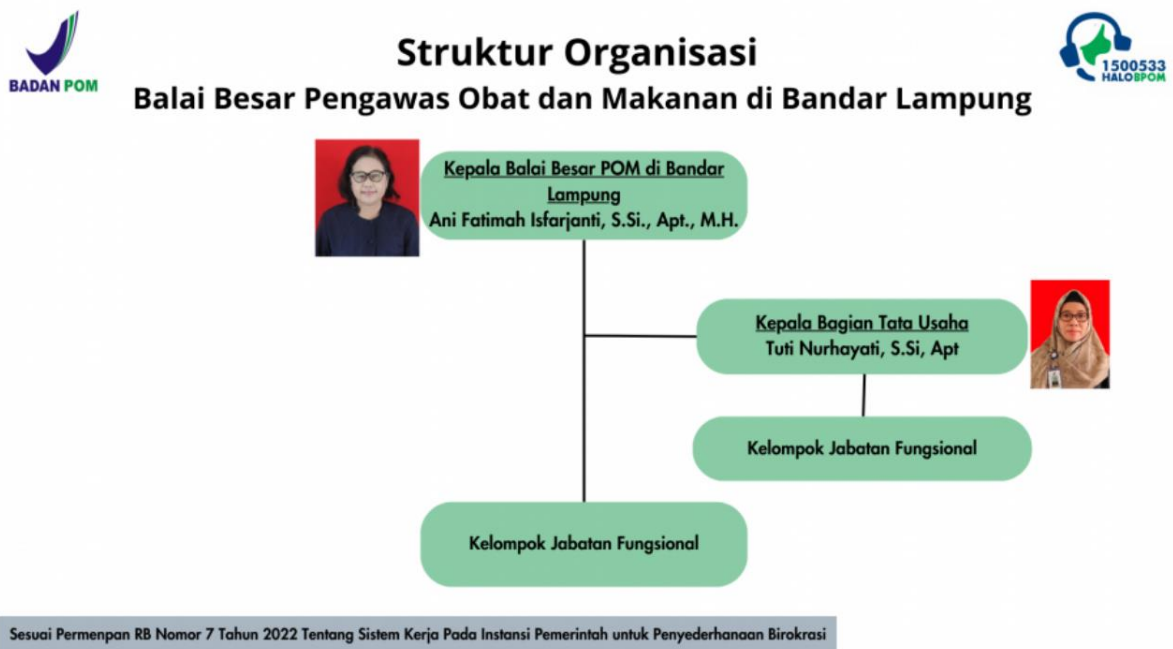 BADAN POM
Struktur Organisasi
Balai Besar Pengawas Obat dan Makanan di Bandar Lampung
1500533
HALOBPOM
Kepala Balai Besar POM di Bandar
Lampung
Ani Fatimah Isfarjanti, S.Si., Apt., M.H.
Kepala Bagian Tata Usaha
Tuti Nurhayati, S.Si, Apt
Kelompok Jabatan Fungsional
Kelompok Jabatan Fungsional
Sesuai Permenpan RB Nomor 7 Tahun 2022 Tentang Sistem Kerja Pada Instansi Pemerintah untuk Penyederhanaan Birokrasi